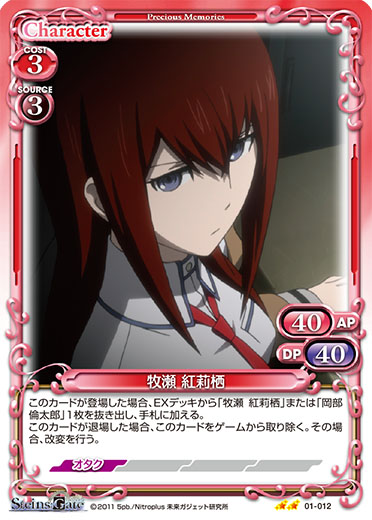 Precious Memories
Character
COST
3
SOURCE
3
40 AP
DP 40
牧瀬 紅莉栖
このカードが登場した場合、EXデッキから「牧瀬 紅莉栖」または「岡部
倫太郎」1枚を抜き出し、手札に加える。
このカードが退場した場合、このカードをゲームから取り除く。その場
合、改変を行う。
オタク
Steins;Gate
©2011 5pb./Nitroplus 未来ガジェット研究所
01-012